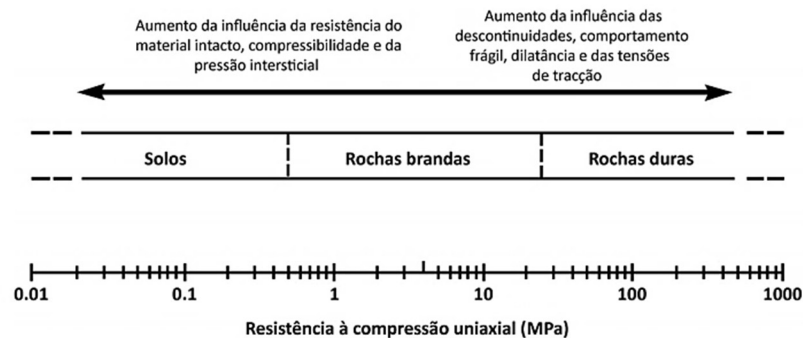 Aumento da influência da resistência do
material intacto, compressibilidade e da
pressão intersticial
Aumento da influência das
descontinuidades, comportamento
frágil, dilatância e das tensões
de tracção
Solos
Rochas brandas
Rochas duras
0.01 0.1 1 10 100 1000
Resistência à compressão uniaxial (MPa)